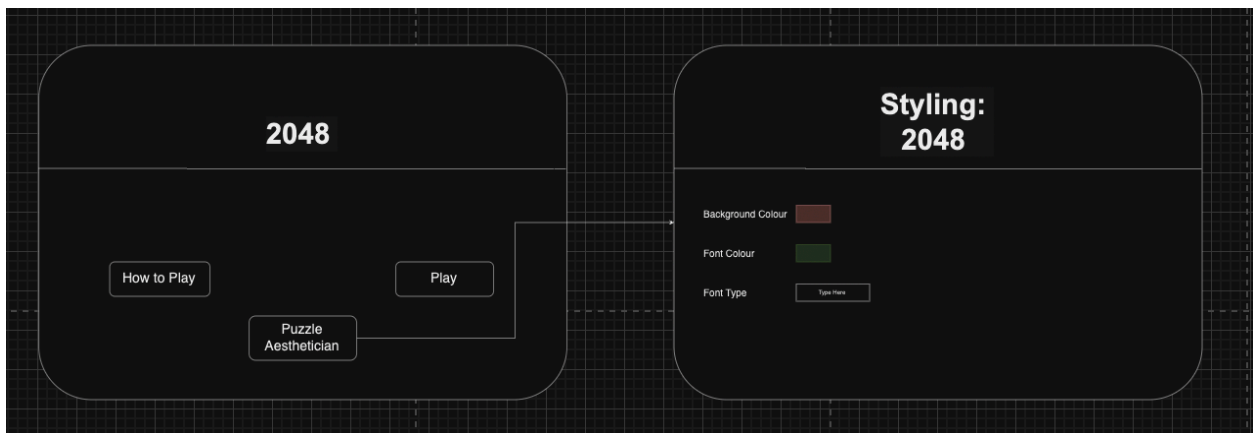 2048
How to Play
Play
Puzzle
Aesthetician
Styling:
2048
Background Colour
Font Colour
Font Type
Type Here